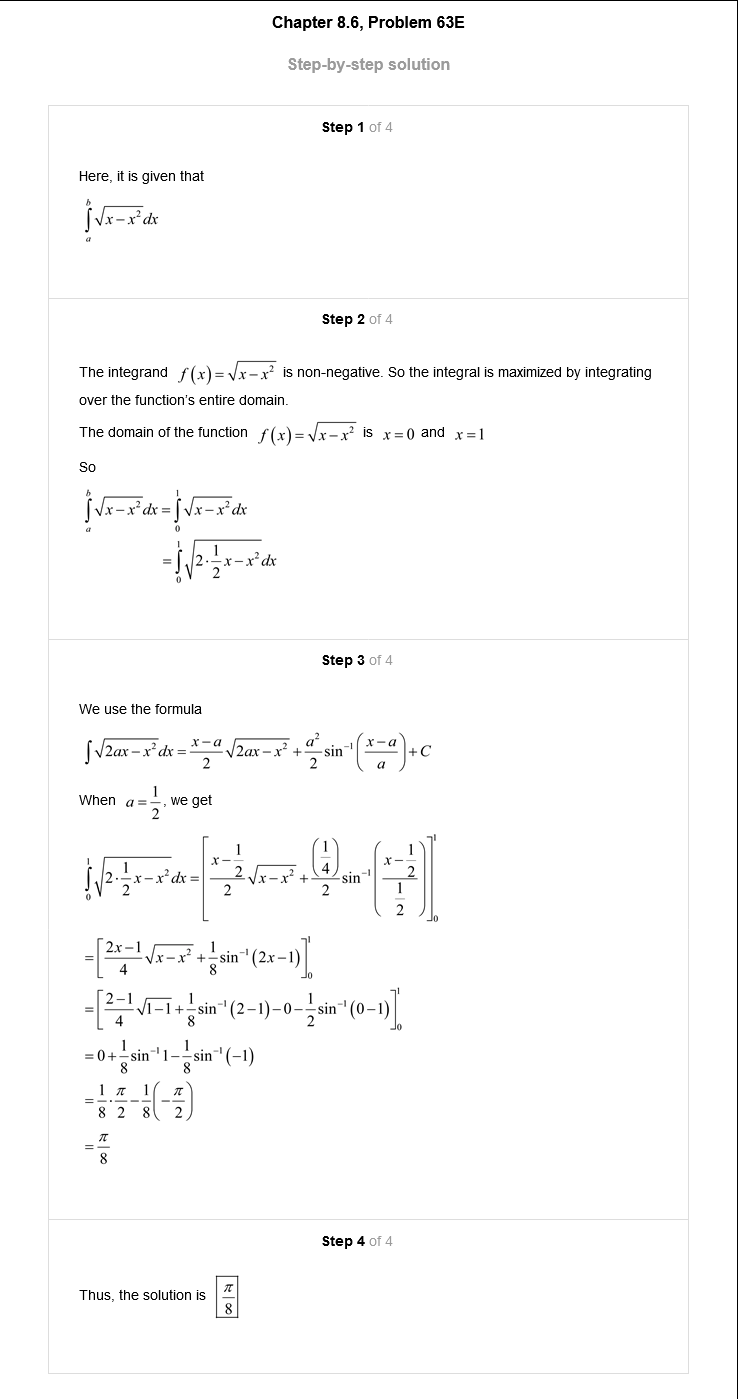 Chapter 8.6, Problem 63E
Step-by-step solution
Step 1 of 4
Here, it is given that
$\int_a^b \sqrt{x-x^2}\,dx$
Step 2 of 4
The integrand $f(x)=\sqrt{x-x^2}$ is non-negative. So the integral is maximized by integrating
over the function's entire domain.
The domain of the function $f(x)=\sqrt{x-x^2}$ is $x=0$ and $x=1$
So
$\int_a^b \sqrt{x-x^2}\,dx = \int_0^1 \sqrt{x-x^2}\,dx$
$= \int_0^1 \sqrt{2\cdot\frac{1}{2}x-x^2}\,dx$
Step 3 of 4
We use the formula
$\int \sqrt{2ax-x^2}\,dx = \frac{x-a}{2}\sqrt{2ax-x^2}+\frac{a^2}{2}\sin^{-1}\left(\frac{x-a}{a}\right)+C$
When $a=\frac{1}{2}$, we get
$\int_0^1 \sqrt{2\cdot\frac{1}{2}x-x^2}\,dx = \left[\frac{x-\frac{1}{2}}{2}\sqrt{x-x^2}+\frac{\left(\frac{1}{4}\right)}{2}\sin^{-1}\left(\frac{x-\frac{1}{2}}{\frac{1}{2}}\right)\right]_0^1$
$= \left[\frac{2x-1}{4}\sqrt{x-x^2}+\frac{1}{8}\sin^{-1}(2x-1)\right]_0^1$
$= \left[\frac{2-1}{4}\sqrt{1-1}+\frac{1}{8}\sin^{-1}(2-1)-0-\frac{1}{2}\sin^{-1}(0-1)\right]_0^1$
$= 0+\frac{1}{8}\sin^{-1}1-\frac{1}{8}\sin^{-1}(-1)$
$= \frac{1}{8}\cdot\frac{\pi}{2}-\frac{1}{8}\left(-\frac{\pi}{2}\right)$
$= \frac{\pi}{8}$
Step 4 of 4
Thus, the solution is $\boxed{\frac{\pi}{8}}$